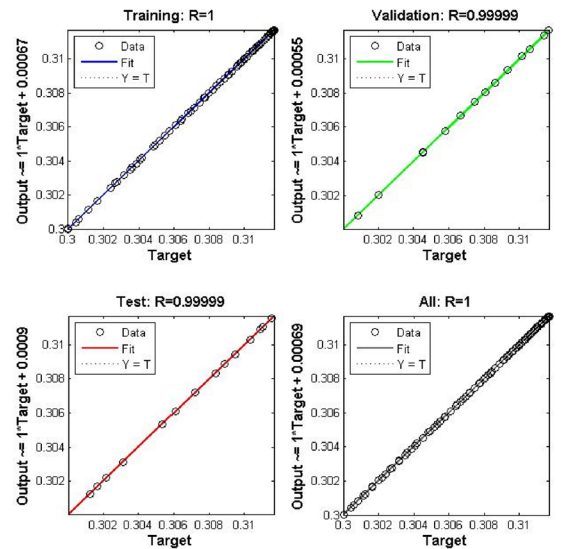 Training: R=1
Output ~= 1*Target + 0.00067
0.31
0.308
0.306
0.304
0.302
0.3
Data
Fit
Y = T
0.3 0.302 0.304 0.306 0.308 0.31
Target
Validation: R=0.99999
Output ~= 1*Target + 0.00055
0.31
0.308
0.306
0.304
0.302
Data
Fit
Y = T
0.302 0.304 0.306 0.308 0.31
Target
Test: R=0.99999
Output ~= 1*Target + 0.0009
0.31
0.308
0.306
0.304
0.302
Data
Fit
Y = T
0.302 0.304 0.306 0.308 0.31
Target
All: R=1
Output ~= 1*Target + 0.00069
0.31
0.308
0.306
0.304
0.302
0.3
Data
Fit
Y = T
0.3 0.302 0.304 0.306 0.308 0.31
Target